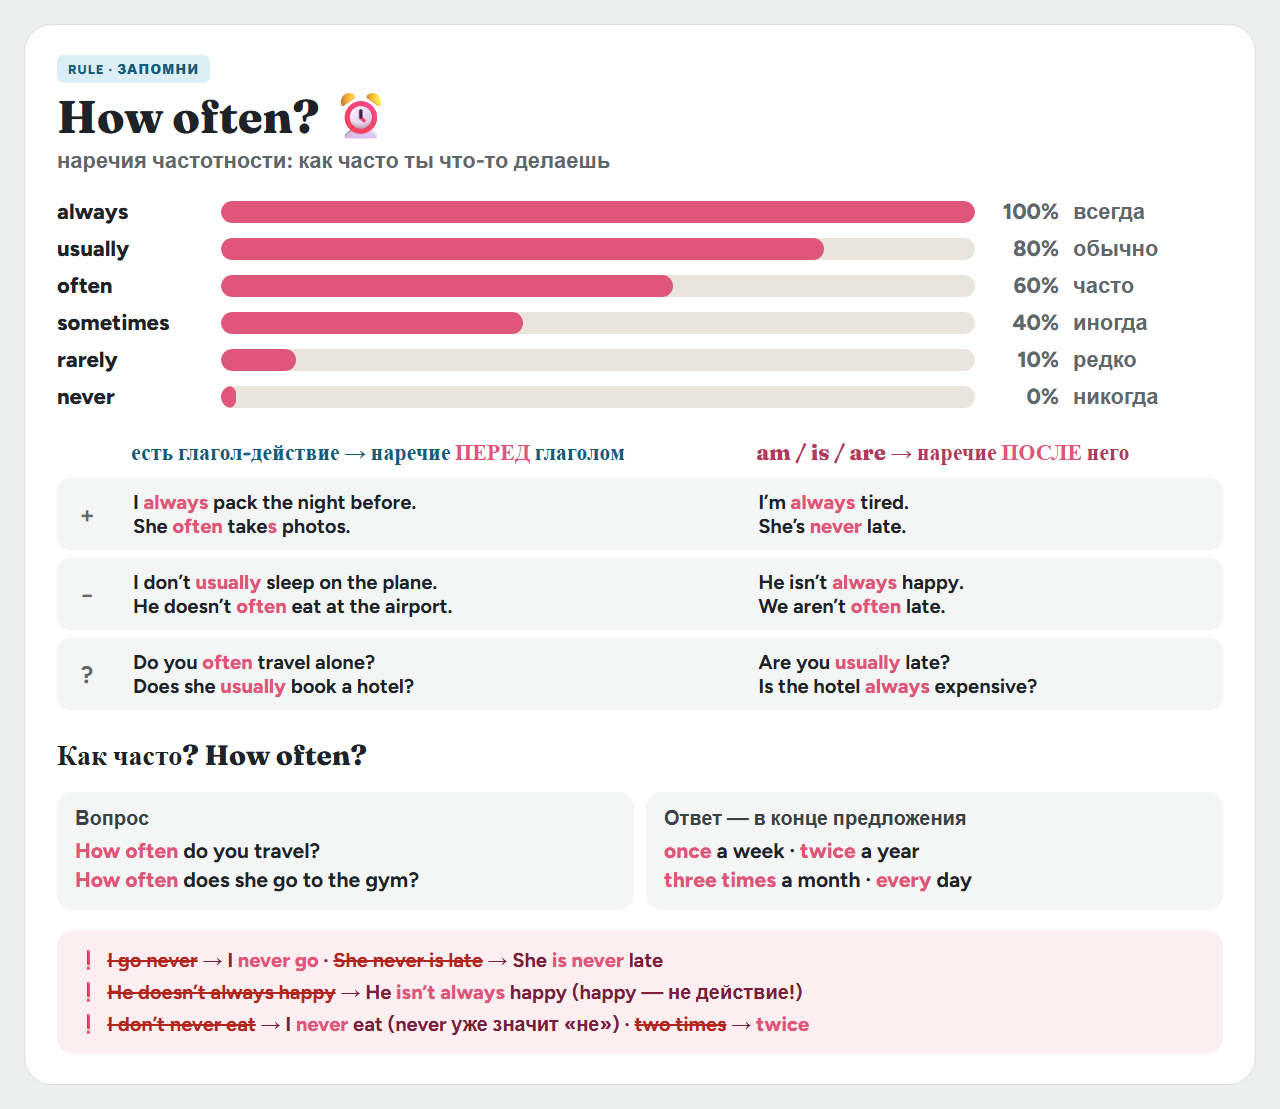 RULE · ЗАПОМНИ
How often?
наречия частотности: как часто ты что-то делаешь
always 100% всегда
usually 80% обычно
often 60% часто
sometimes 40% иногда
rarely 10% редко
never 0% никогда
есть глагол-действие → наречие ПЕРЕД глаголом
am / is / are → наречие ПОСЛЕ него
+
I always pack the night before.
She often takes photos.
I’m always tired.
She’s never late.
–
I don’t usually sleep on the plane.
He doesn’t often eat at the airport.
He isn’t always happy.
We aren’t often late.
?
Do you often travel alone?
Does she usually book a hotel?
Are you usually late?
Is the hotel always expensive?
Как часто? How often?
Вопрос
How often do you travel?
How often does she go to the gym?
Ответ — в конце предложения
once a week · twice a year
three times a month · every day
❗ I go never → I never go · She never is late → She is never late
❗ He doesn’t always happy → He isn’t always happy (happy — не действие!)
❗ I don’t never eat → I never eat (never уже значит «не») · two times → twice